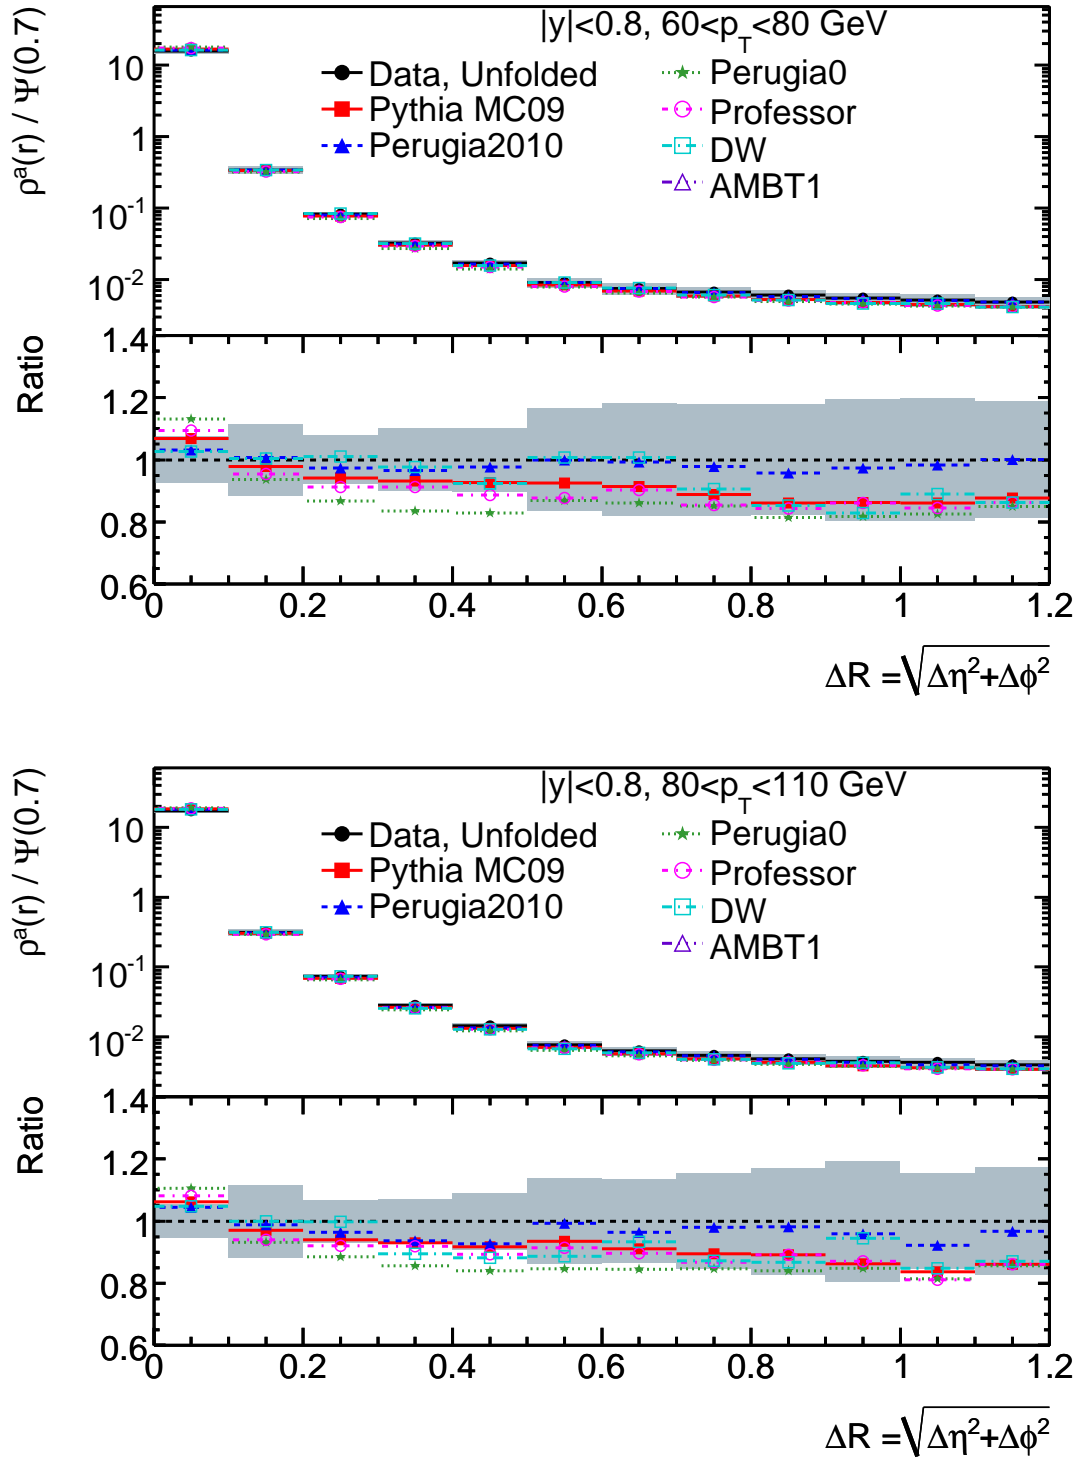 |y|<0.8, 60<p_T<80 GeV
ρ^a(r) / Ψ(0.7)
Data, Unfolded
Pythia MC09
Perugia2010
Perugia0
Professor
DW
AMBT1
10
1
10^-1
10^-2
Ratio
1.4
1.2
1
0.8
0.6
0 0.2 0.4 0.6 0.8 1 1.2
ΔR =√Δη²+Δϕ²
|y|<0.8, 80<p_T<110 GeV
ρ^a(r) / Ψ(0.7)
Data, Unfolded
Pythia MC09
Perugia2010
Perugia0
Professor
DW
AMBT1
10
1
10^-1
10^-2
Ratio
1.4
1.2
1
0.8
0.6
0 0.2 0.4 0.6 0.8 1 1.2
ΔR =√Δη²+Δϕ²